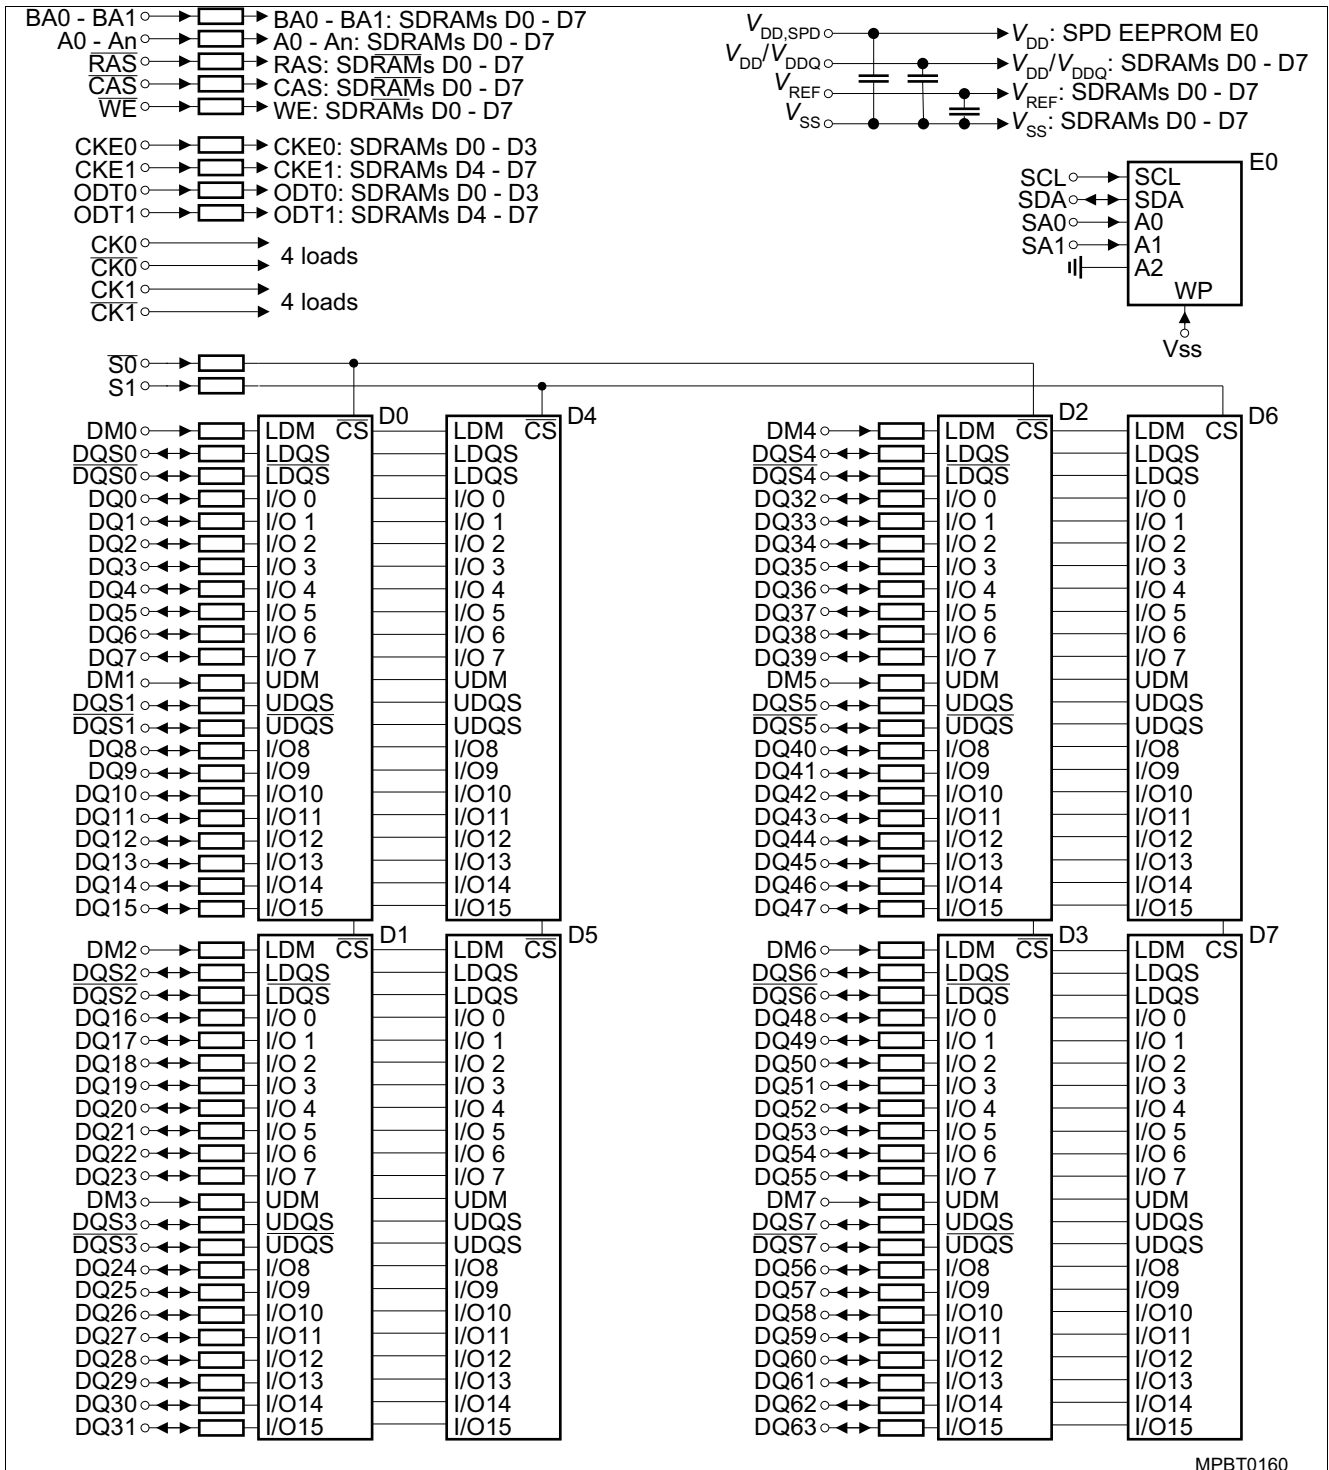 BA0 - BA1 BA0 - BA1: SDRAMs D0 - D7
A0 - An A0 - An: SDRAMs D0 - D7
RAS RAS: SDRAMs D0 - D7
CAS CAS: SDRAMs D0 - D7
WE WE: SDRAMs D0 - D7
CKE0 CKE0: SDRAMs D0 - D3
CKE1 CKE1: SDRAMs D4 - D7
ODT0 ODT0: SDRAMs D0 - D3
ODT1 ODT1: SDRAMs D4 - D7
CK0
CK0
4 loads
CK1
CK1
4 loads
VDD,SPD VDD: SPD EEPROM E0
VDD/VDDQ VDD/VDDQ: SDRAMs D0 - D7
VREF VREF: SDRAMs D0 - D7
VSS VSS: SDRAMs D0 - D7
E0
SCL SCL
SDA SDA
SA0 A0
SA1 A1
A2
WP
Vss
S0
S1
D0 D4
DM0 LDM CS LDM CS
DQS0 LDQS LDQS
DQS0 LDQS LDQS
DQ0 I/O 0 I/O 0
DQ1 I/O 1 I/O 1
DQ2 I/O 2 I/O 2
DQ3 I/O 3 I/O 3
DQ4 I/O 4 I/O 4
DQ5 I/O 5 I/O 5
DQ6 I/O 6 I/O 6
DQ7 I/O 7 I/O 7
DM1 UDM UDM
DQS1 UDQS UDQS
DQS1 UDQS UDQS
DQ8 I/O8 I/O8
DQ9 I/O9 I/O9
DQ10 I/O10 I/O10
DQ11 I/O11 I/O11
DQ12 I/O12 I/O12
DQ13 I/O13 I/O13
DQ14 I/O14 I/O14
DQ15 I/O15 I/O15
D1 D5
DM2 LDM CS LDM CS
DQS2 LDQS LDQS
DQS2 LDQS LDQS
DQ16 I/O 0 I/O 0
DQ17 I/O 1 I/O 1
DQ18 I/O 2 I/O 2
DQ19 I/O 3 I/O 3
DQ20 I/O 4 I/O 4
DQ21 I/O 5 I/O 5
DQ22 I/O 6 I/O 6
DQ23 I/O 7 I/O 7
DM3 UDM UDM
DQS3 UDQS UDQS
DQS3 UDQS UDQS
DQ24 I/O8 I/O8
DQ25 I/O9 I/O9
DQ26 I/O10 I/O10
DQ27 I/O11 I/O11
DQ28 I/O12 I/O12
DQ29 I/O13 I/O13
DQ30 I/O14 I/O14
DQ31 I/O15 I/O15
D2 D6
DM4 LDM CS LDM CS
DQS4 LDQS LDQS
DQS4 LDQS LDQS
DQ32 I/O 0 I/O 0
DQ33 I/O 1 I/O 1
DQ34 I/O 2 I/O 2
DQ35 I/O 3 I/O 3
DQ36 I/O 4 I/O 4
DQ37 I/O 5 I/O 5
DQ38 I/O 6 I/O 6
DQ39 I/O 7 I/O 7
DM5 UDM UDM
DQS5 UDQS UDQS
DQS5 UDQS UDQS
DQ40 I/O8 I/O8
DQ41 I/O9 I/O9
DQ42 I/O10 I/O10
DQ43 I/O11 I/O11
DQ44 I/O12 I/O12
DQ45 I/O13 I/O13
DQ46 I/O14 I/O14
DQ47 I/O15 I/O15
D3 D7
DM6 LDM CS LDM CS
DQS6 LDQS LDQS
DQS6 LDQS LDQS
DQ48 I/O 0 I/O 0
DQ49 I/O 1 I/O 1
DQ50 I/O 2 I/O 2
DQ51 I/O 3 I/O 3
DQ52 I/O 4 I/O 4
DQ53 I/O 5 I/O 5
DQ54 I/O 6 I/O 6
DQ55 I/O 7 I/O 7
DM7 UDM UDM
DQS7 UDQS UDQS
DQS7 UDQS UDQS
DQ56 I/O8 I/O8
DQ57 I/O9 I/O9
DQ58 I/O10 I/O10
DQ59 I/O11 I/O11
DQ60 I/O12 I/O12
DQ61 I/O13 I/O13
DQ62 I/O14 I/O14
DQ63 I/O15 I/O15
MPBT0160